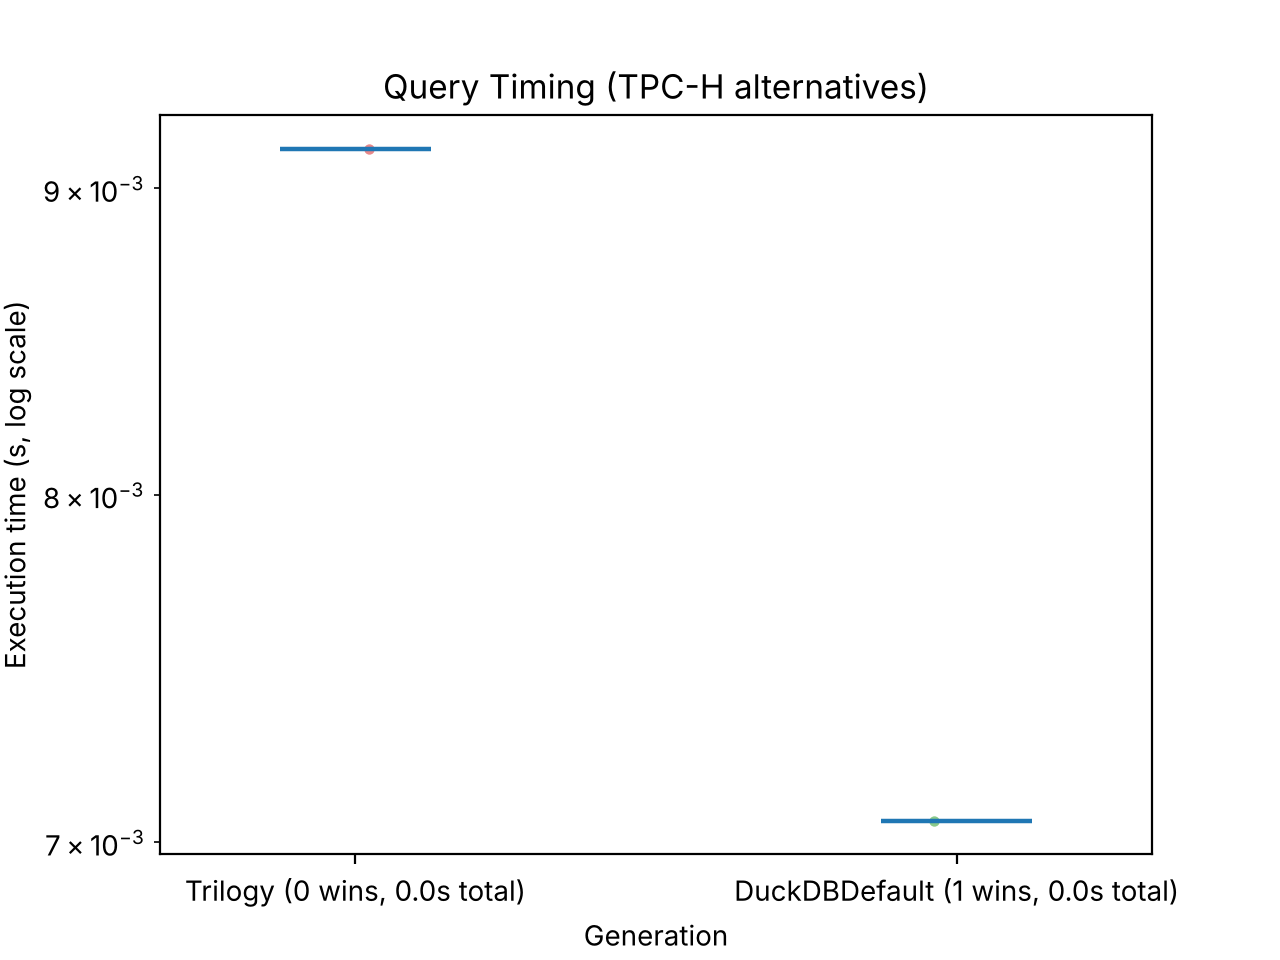 Query Timing (TPC-H alternatives)
Execution time (s, log scale)
9 × 10⁻³
8 × 10⁻³
7 × 10⁻³
Trilogy (0 wins, 0.0s total)
DuckDBDefault (1 wins, 0.0s total)
Generation